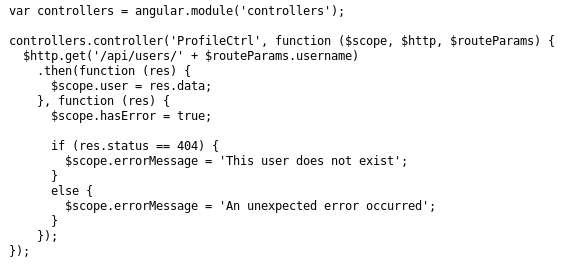 var controllers = angular.module('controllers');

controllers.controller('ProfileCtrl', function ($scope, $http, $routeParams) {
  $http.get('/api/users/' + $routeParams.username)
    .then(function (res) {
      $scope.user = res.data;
    }, function (res) {
      $scope.hasError = true;

      if (res.status == 404) {
        $scope.errorMessage = 'This user does not exist';
      }
      else {
        $scope.errorMessage = 'An unexpected error occurred';
      }
    });
});